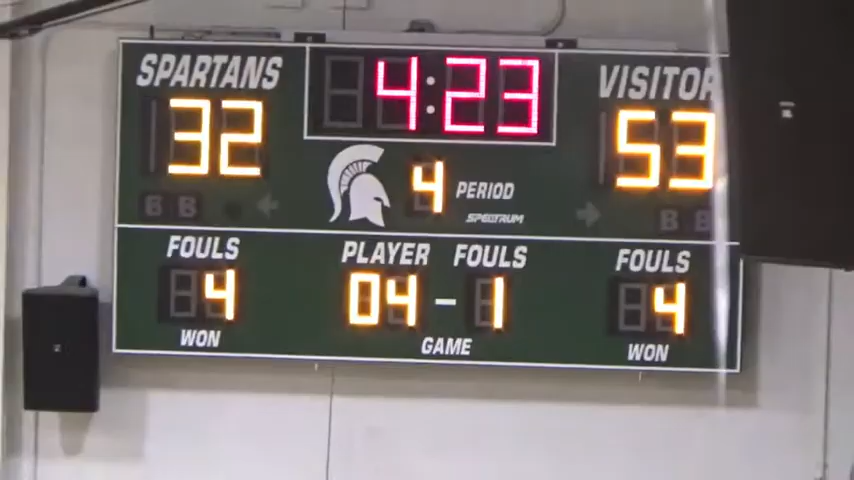 SPARTANS 4:23 VISITOR
32 53
4 PERIOD
SPECTRUM
B B B B
FOULS PLAYER FOULS FOULS
4 04 - 1 4
WON GAME WON